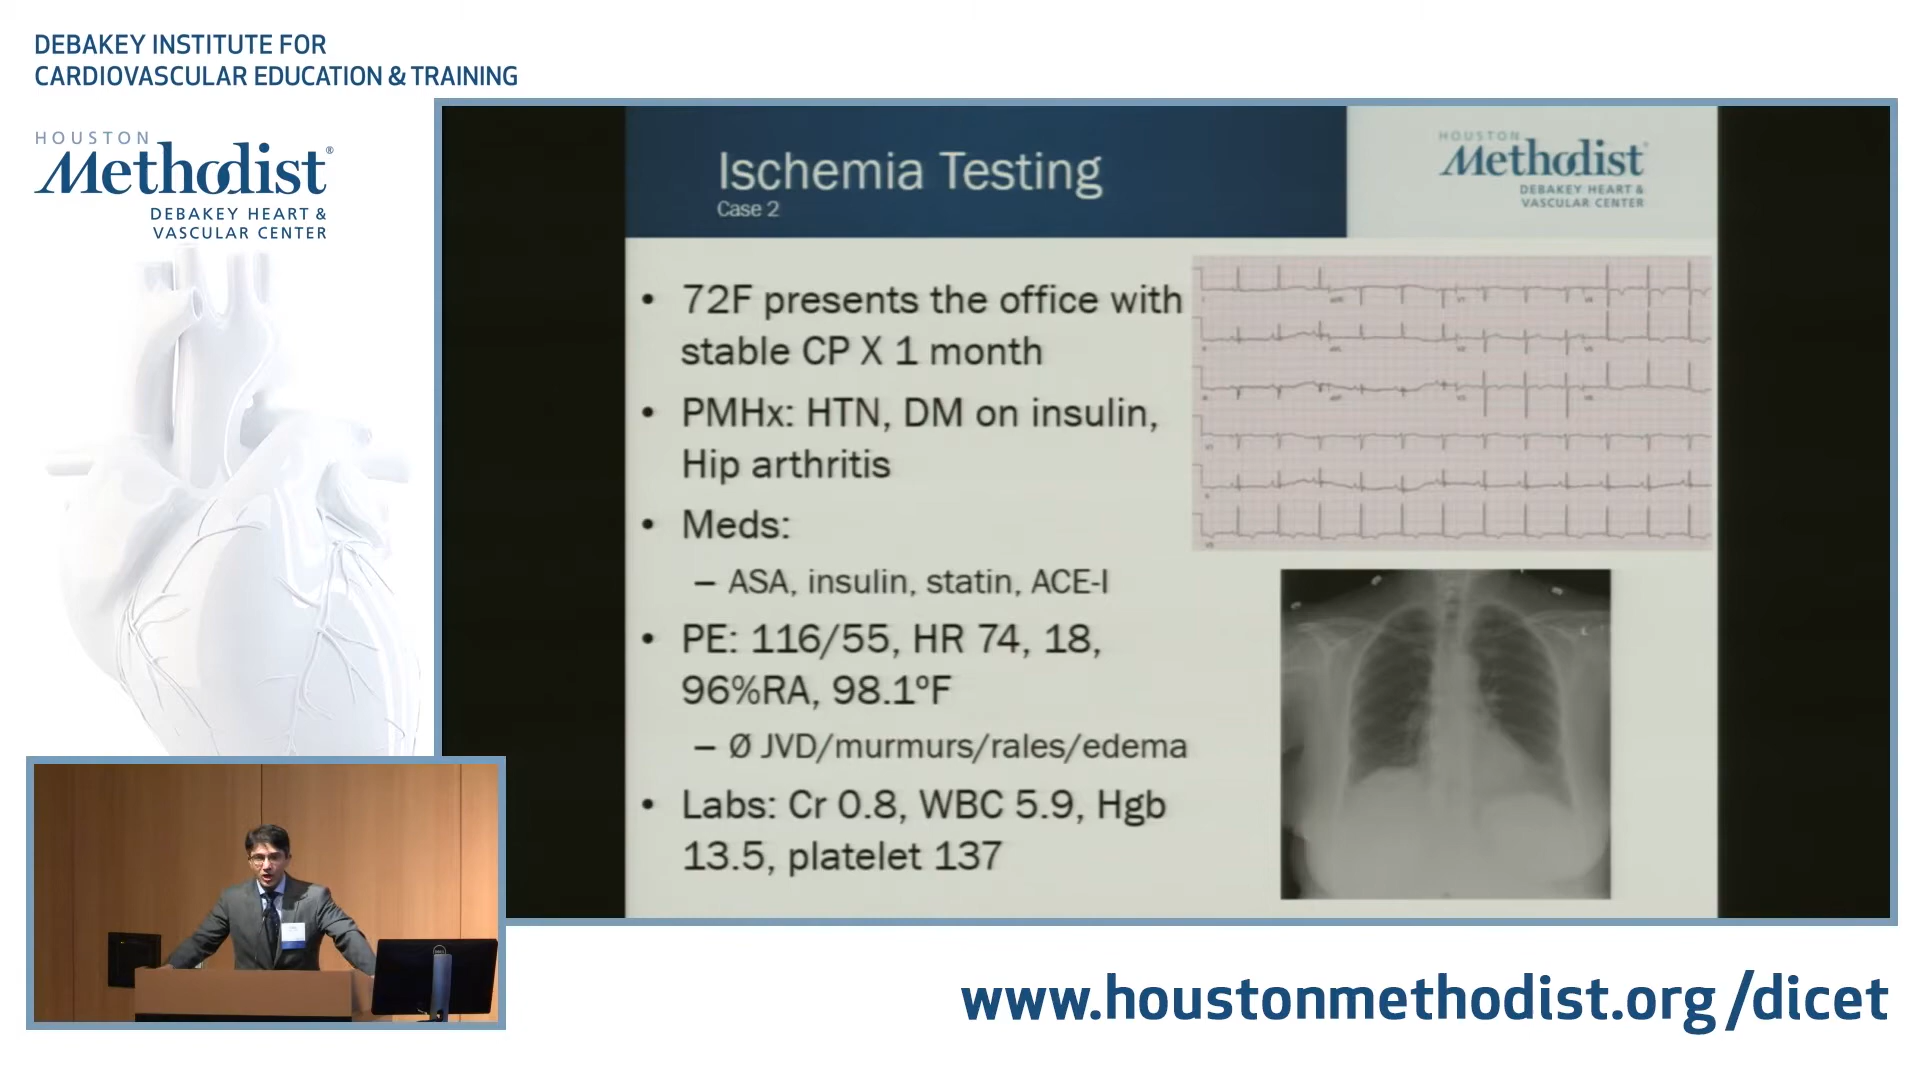 DEBAKEY INSTITUTE FOR
CARDIOVASCULAR EDUCATION & TRAINING
HOUSTON
Methodist®
DEBAKEY HEART &
VASCULAR CENTER
Ischemia Testing
Case 2
HOUSTON
Methodist
DEBAKEY HEART &
VASCULAR CENTER
• 72F presents the office with
stable CP X 1 month
• PMHx: HTN, DM on insulin,
Hip arthritis
• Meds:
– ASA, insulin, statin, ACE-I
• PE: 116/55, HR 74, 18,
96%RA, 98.1ºF
– Ø JVD/murmurs/rales/edema
• Labs: Cr 0.8, WBC 5.9, Hgb
13.5, platelet 137
www.houstonmethodist.org/dicet